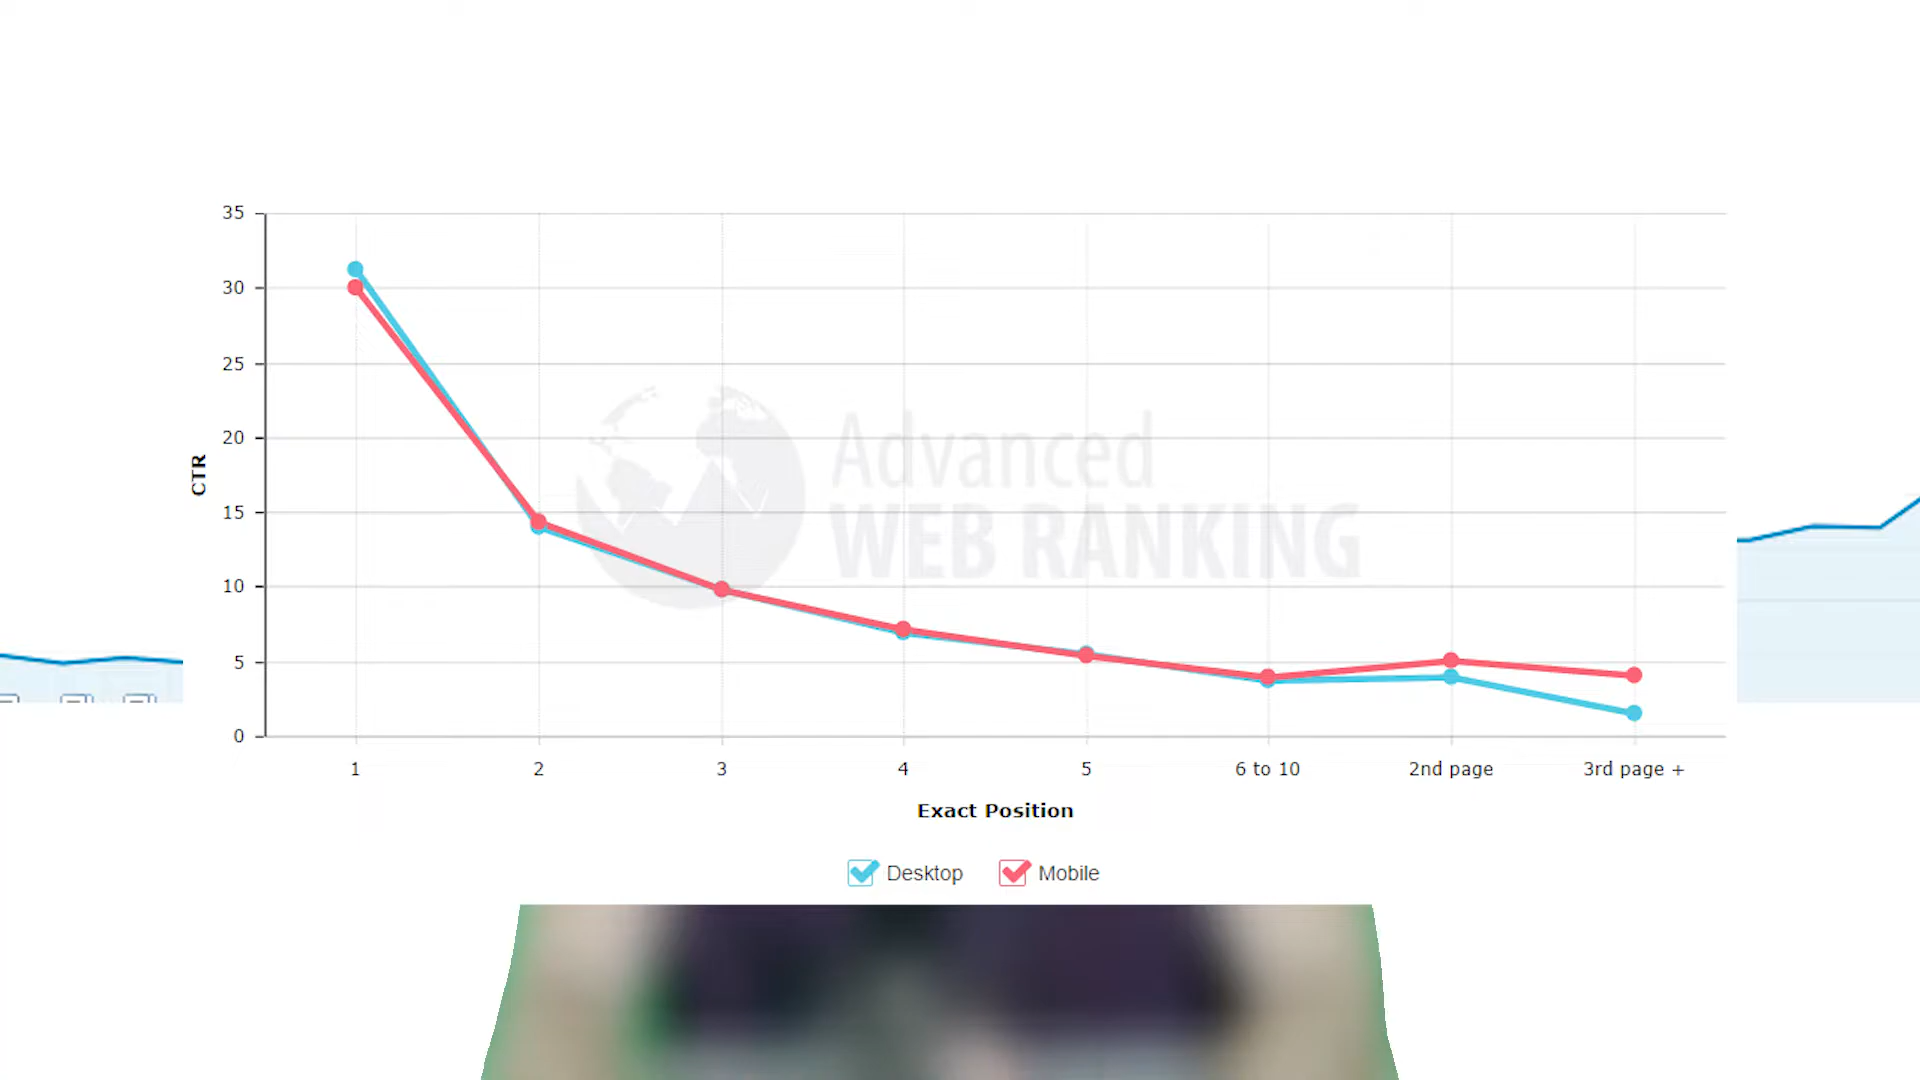 35
30
25
20
15
10
5
0
CTR
Advanced
WEB RANKING
1 2 3 4 5 6 to 10 2nd page 3rd page +
Exact Position
Desktop Mobile